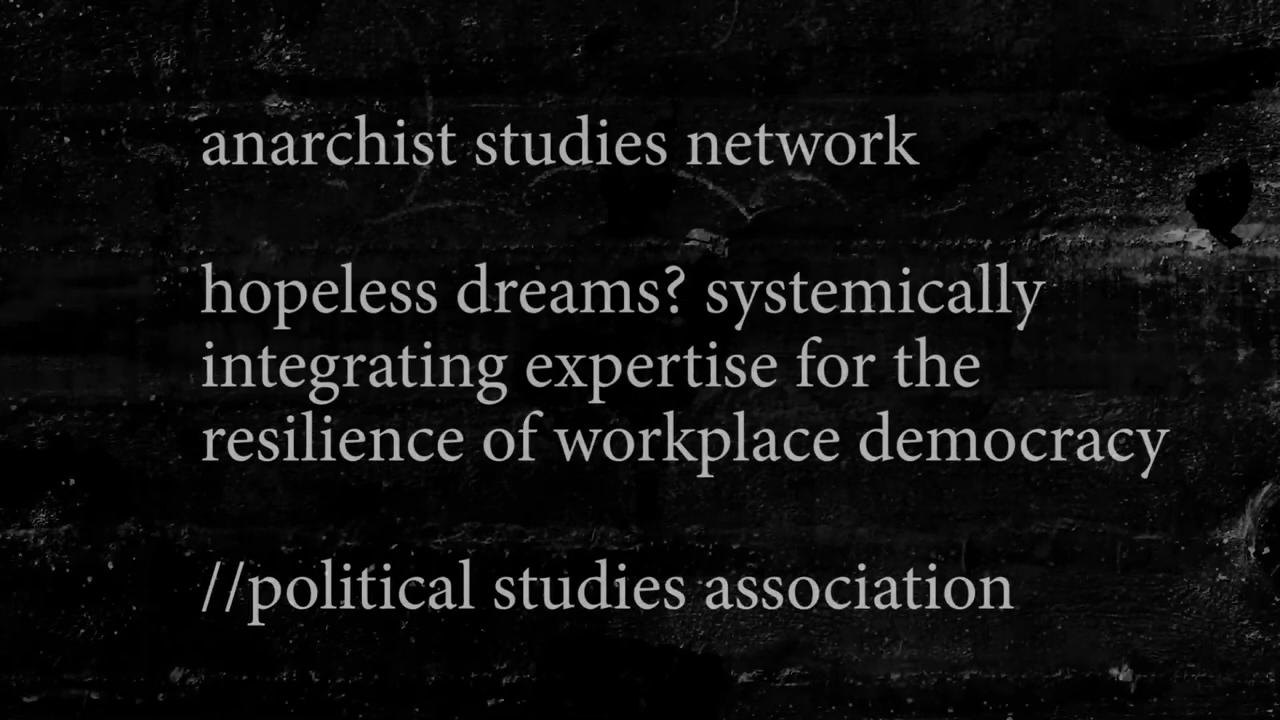 anarchist studies network
hopeless dreams? systemically
integrating expertise for the
resilience of workplace democracy
//political studies association